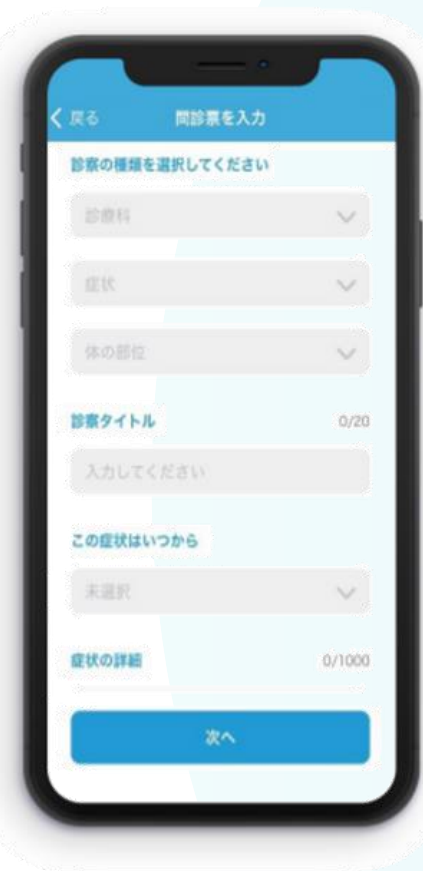 戻る 問診票を入力
診察の種類を選択してください
診療科
症状
体の部位
診察タイトル 0/20
入力してください
この症状はいつから
未選択
症状の詳細 0/1000
次へ